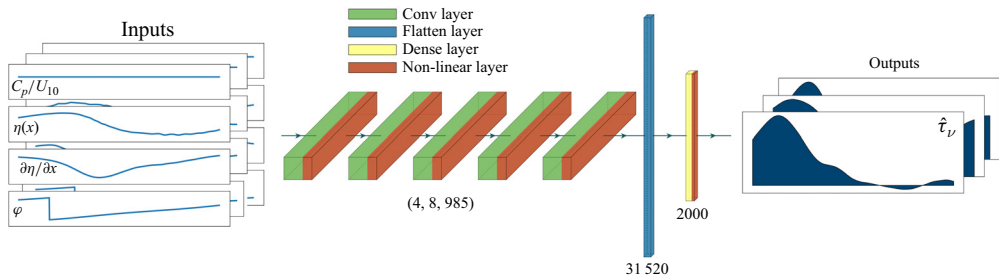 Inputs
C_p/U_10
η(x)
∂η/∂x
φ
Conv layer
Flatten layer
Dense layer
Non-linear layer
(4, 8, 985)
31 520
2000
Outputs
τ̂_ν